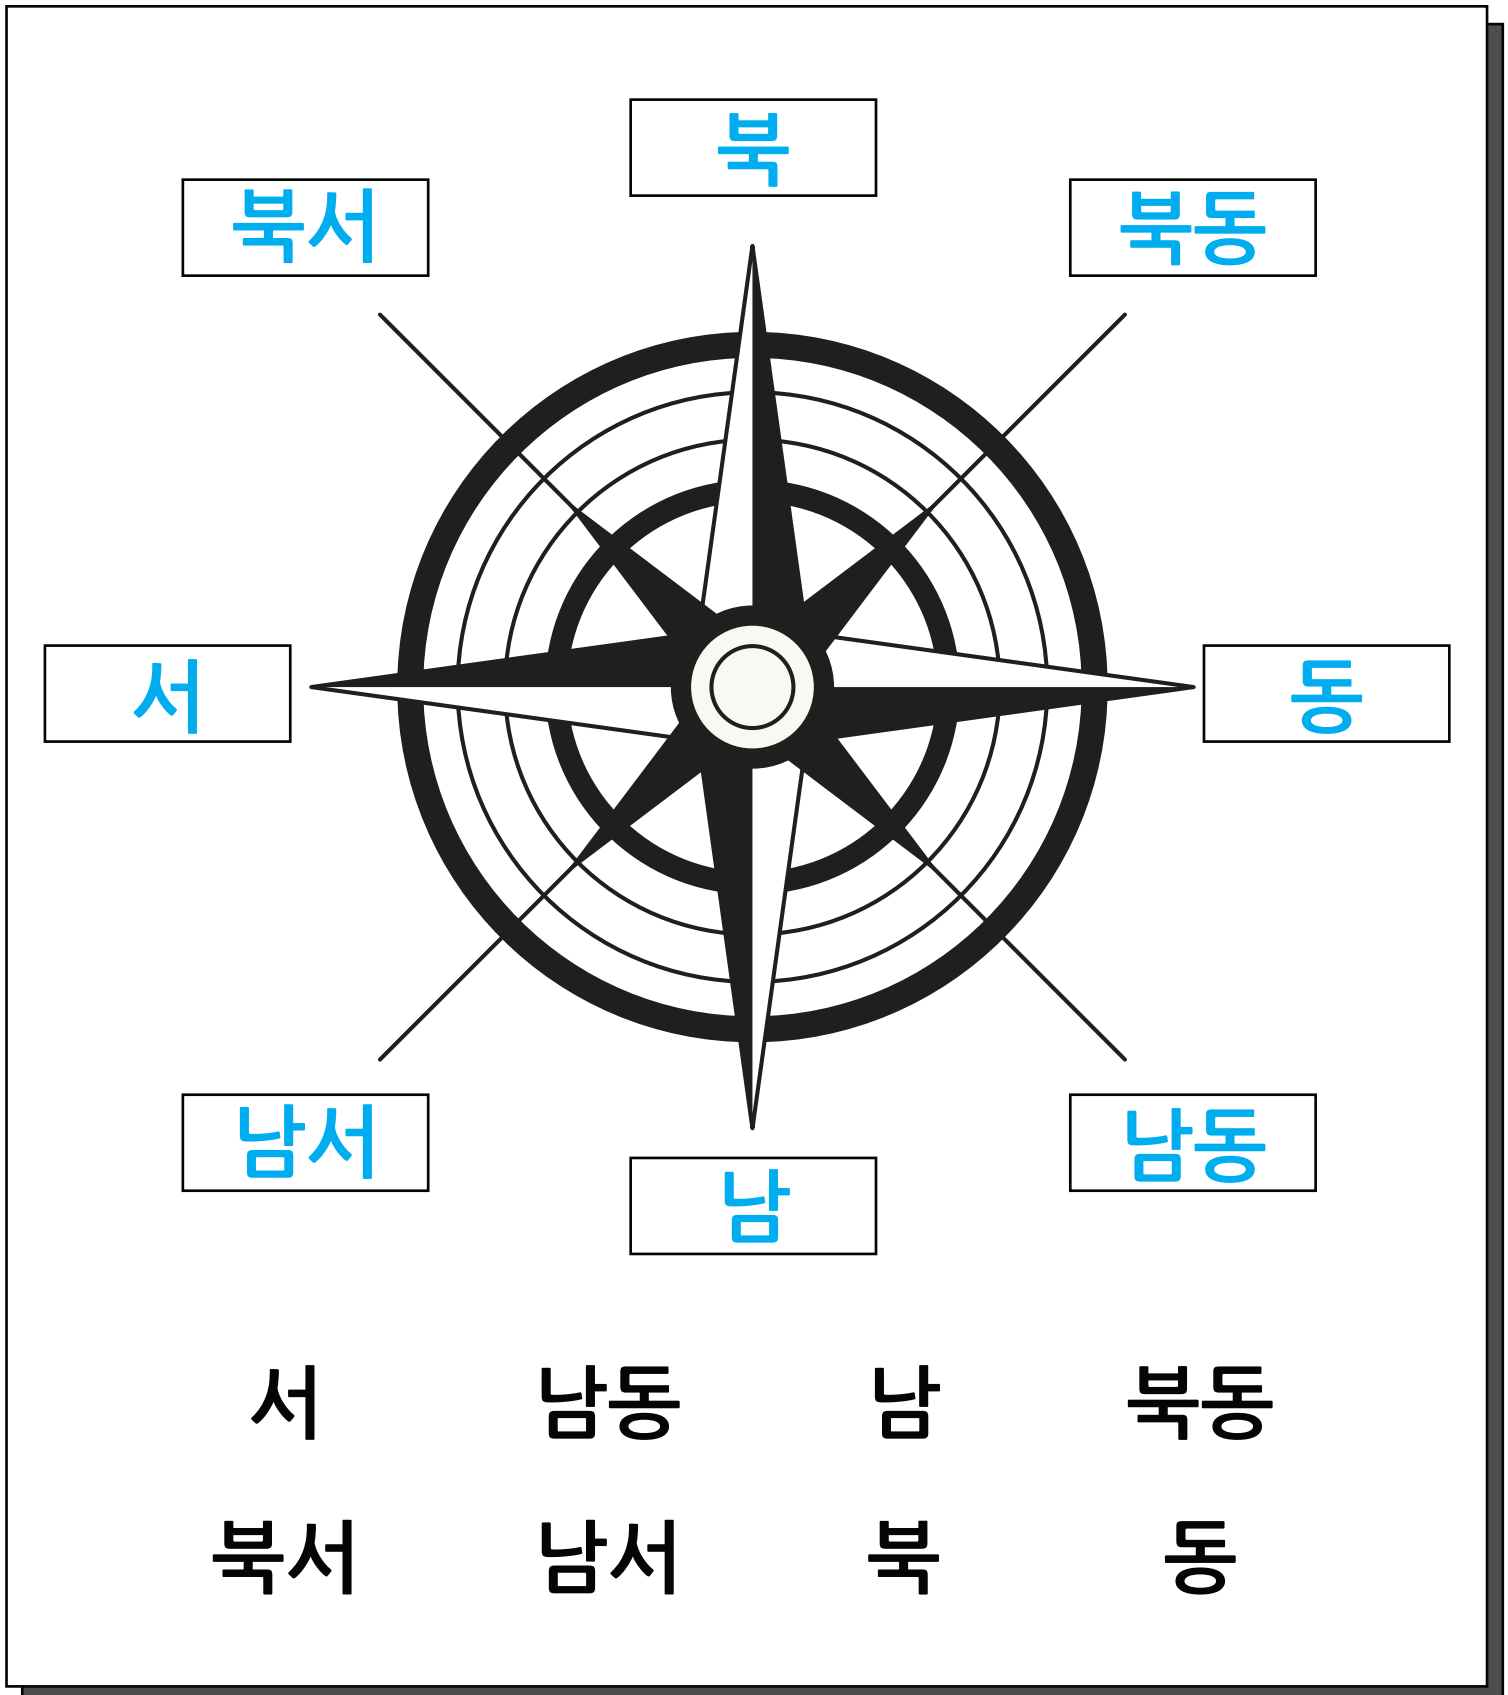 북
북서
북동
서
동
남서
남동
남
서 남동 남 북동
북서 남서 북 동